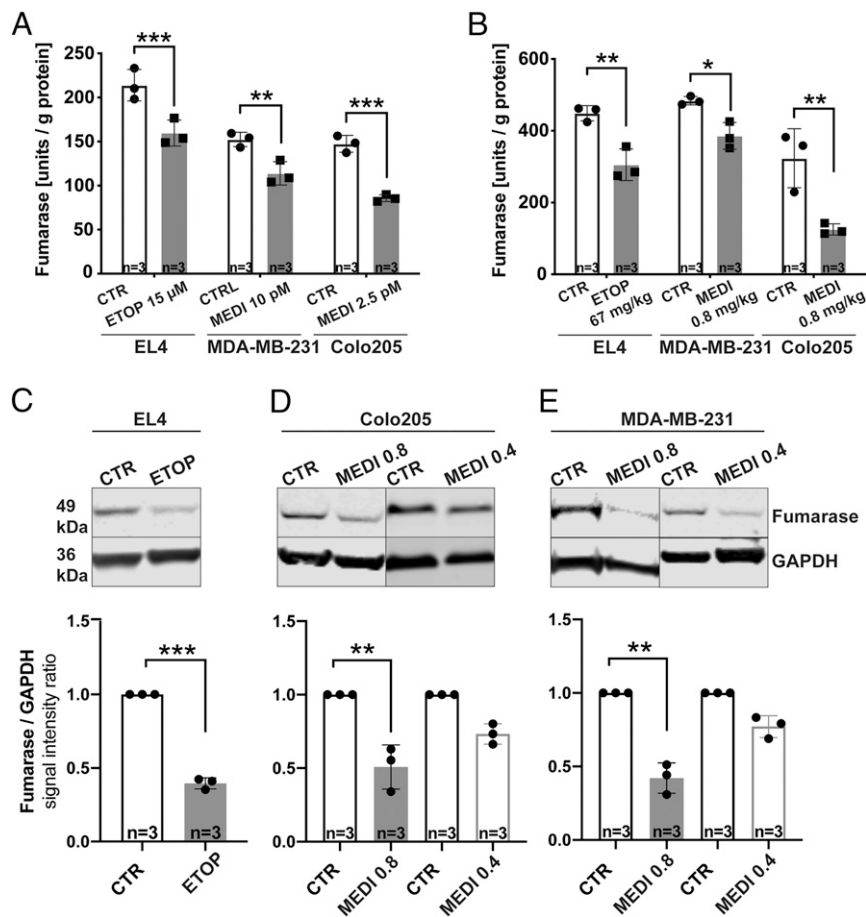 A
Fumarase [units / g protein]
250
200
150
100
50
0
*** ** ***
n=3 n=3 n=3 n=3 n=3 n=3
CTR
ETOP 15 µM
CTRL
MEDI 10 pM
CTR
MEDI 2.5 pM
EL4 MDA-MB-231 Colo205
B
Fumarase [units / g protein]
600
400
200
0
** * **
n=3 n=3 n=3 n=3 n=3 n=3
CTR
ETOP
67 mg/kg
CTR
MEDI
0.8 mg/kg
CTR
MEDI
0.8 mg/kg
EL4 MDA-MB-231 Colo205
C
EL4
CTR ETOP
49
kDa
36
kDa
Fumarase / GAPDH
signal intensity ratio
1.5
1.0
0.5
0.0
***
n=3 n=3
CTR ETOP
D
Colo205
CTR MEDI 0.8 CTR MEDI 0.4
1.5
1.0
0.5
0.0
**
n=3 n=3 n=3 n=3
CTR MEDI 0.8 CTR MEDI 0.4
E
MDA-MB-231
CTR MEDI 0.8 CTR MEDI 0.4
Fumarase
GAPDH
1.5
1.0
0.5
0.0
**
n=3 n=3 n=3 n=3
CTR MEDI 0.8 CTR MEDI 0.4